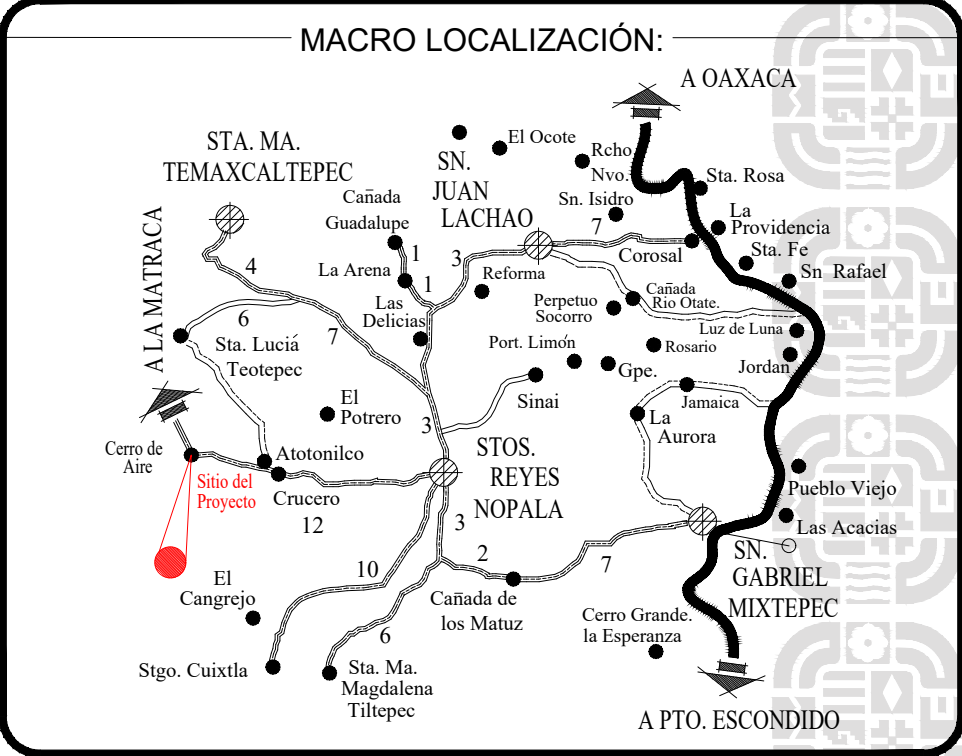 MACRO LOCALIZACIÓN:
A OAXACA
STA. MA.
TEMAXCALTEPEC
SN.
JUAN
LACHAO
El Ocote
Rcho.
Nvo.
Sn. Isidro
Sta. Rosa
La
Providencia
Sta. Fe
Sn Rafael
Cañada
Guadalupe
1
La Arena
1
3
7
Corosal
Reforma
Las
Delicias
Perpetuo
Socorro
Cañada
Rio Otate.
Luz de Luna
Jordan
A LA MATRACA
4
6
7
Sta. Luciá
Teotepec
Port. Limón
Gpe.
Rosario
Sinai
Jamaica
La
Aurora
El
Potrero
3
Cerro de
Aire
Atotonilco
Sitio del
Proyecto
Crucero
12
STOS.
REYES
NOPALA
Pueblo Viejo
Las Acacias
3
2
7
10
6
SN.
GABRIEL
MIXTEPEC
El
Cangrejo
Cañada de
los Matuz
Cerro Grande.
la Esperanza
Stgo. Cuixtla
Sta. Ma.
Magdalena
Tiltepec
A PTO. ESCONDIDO